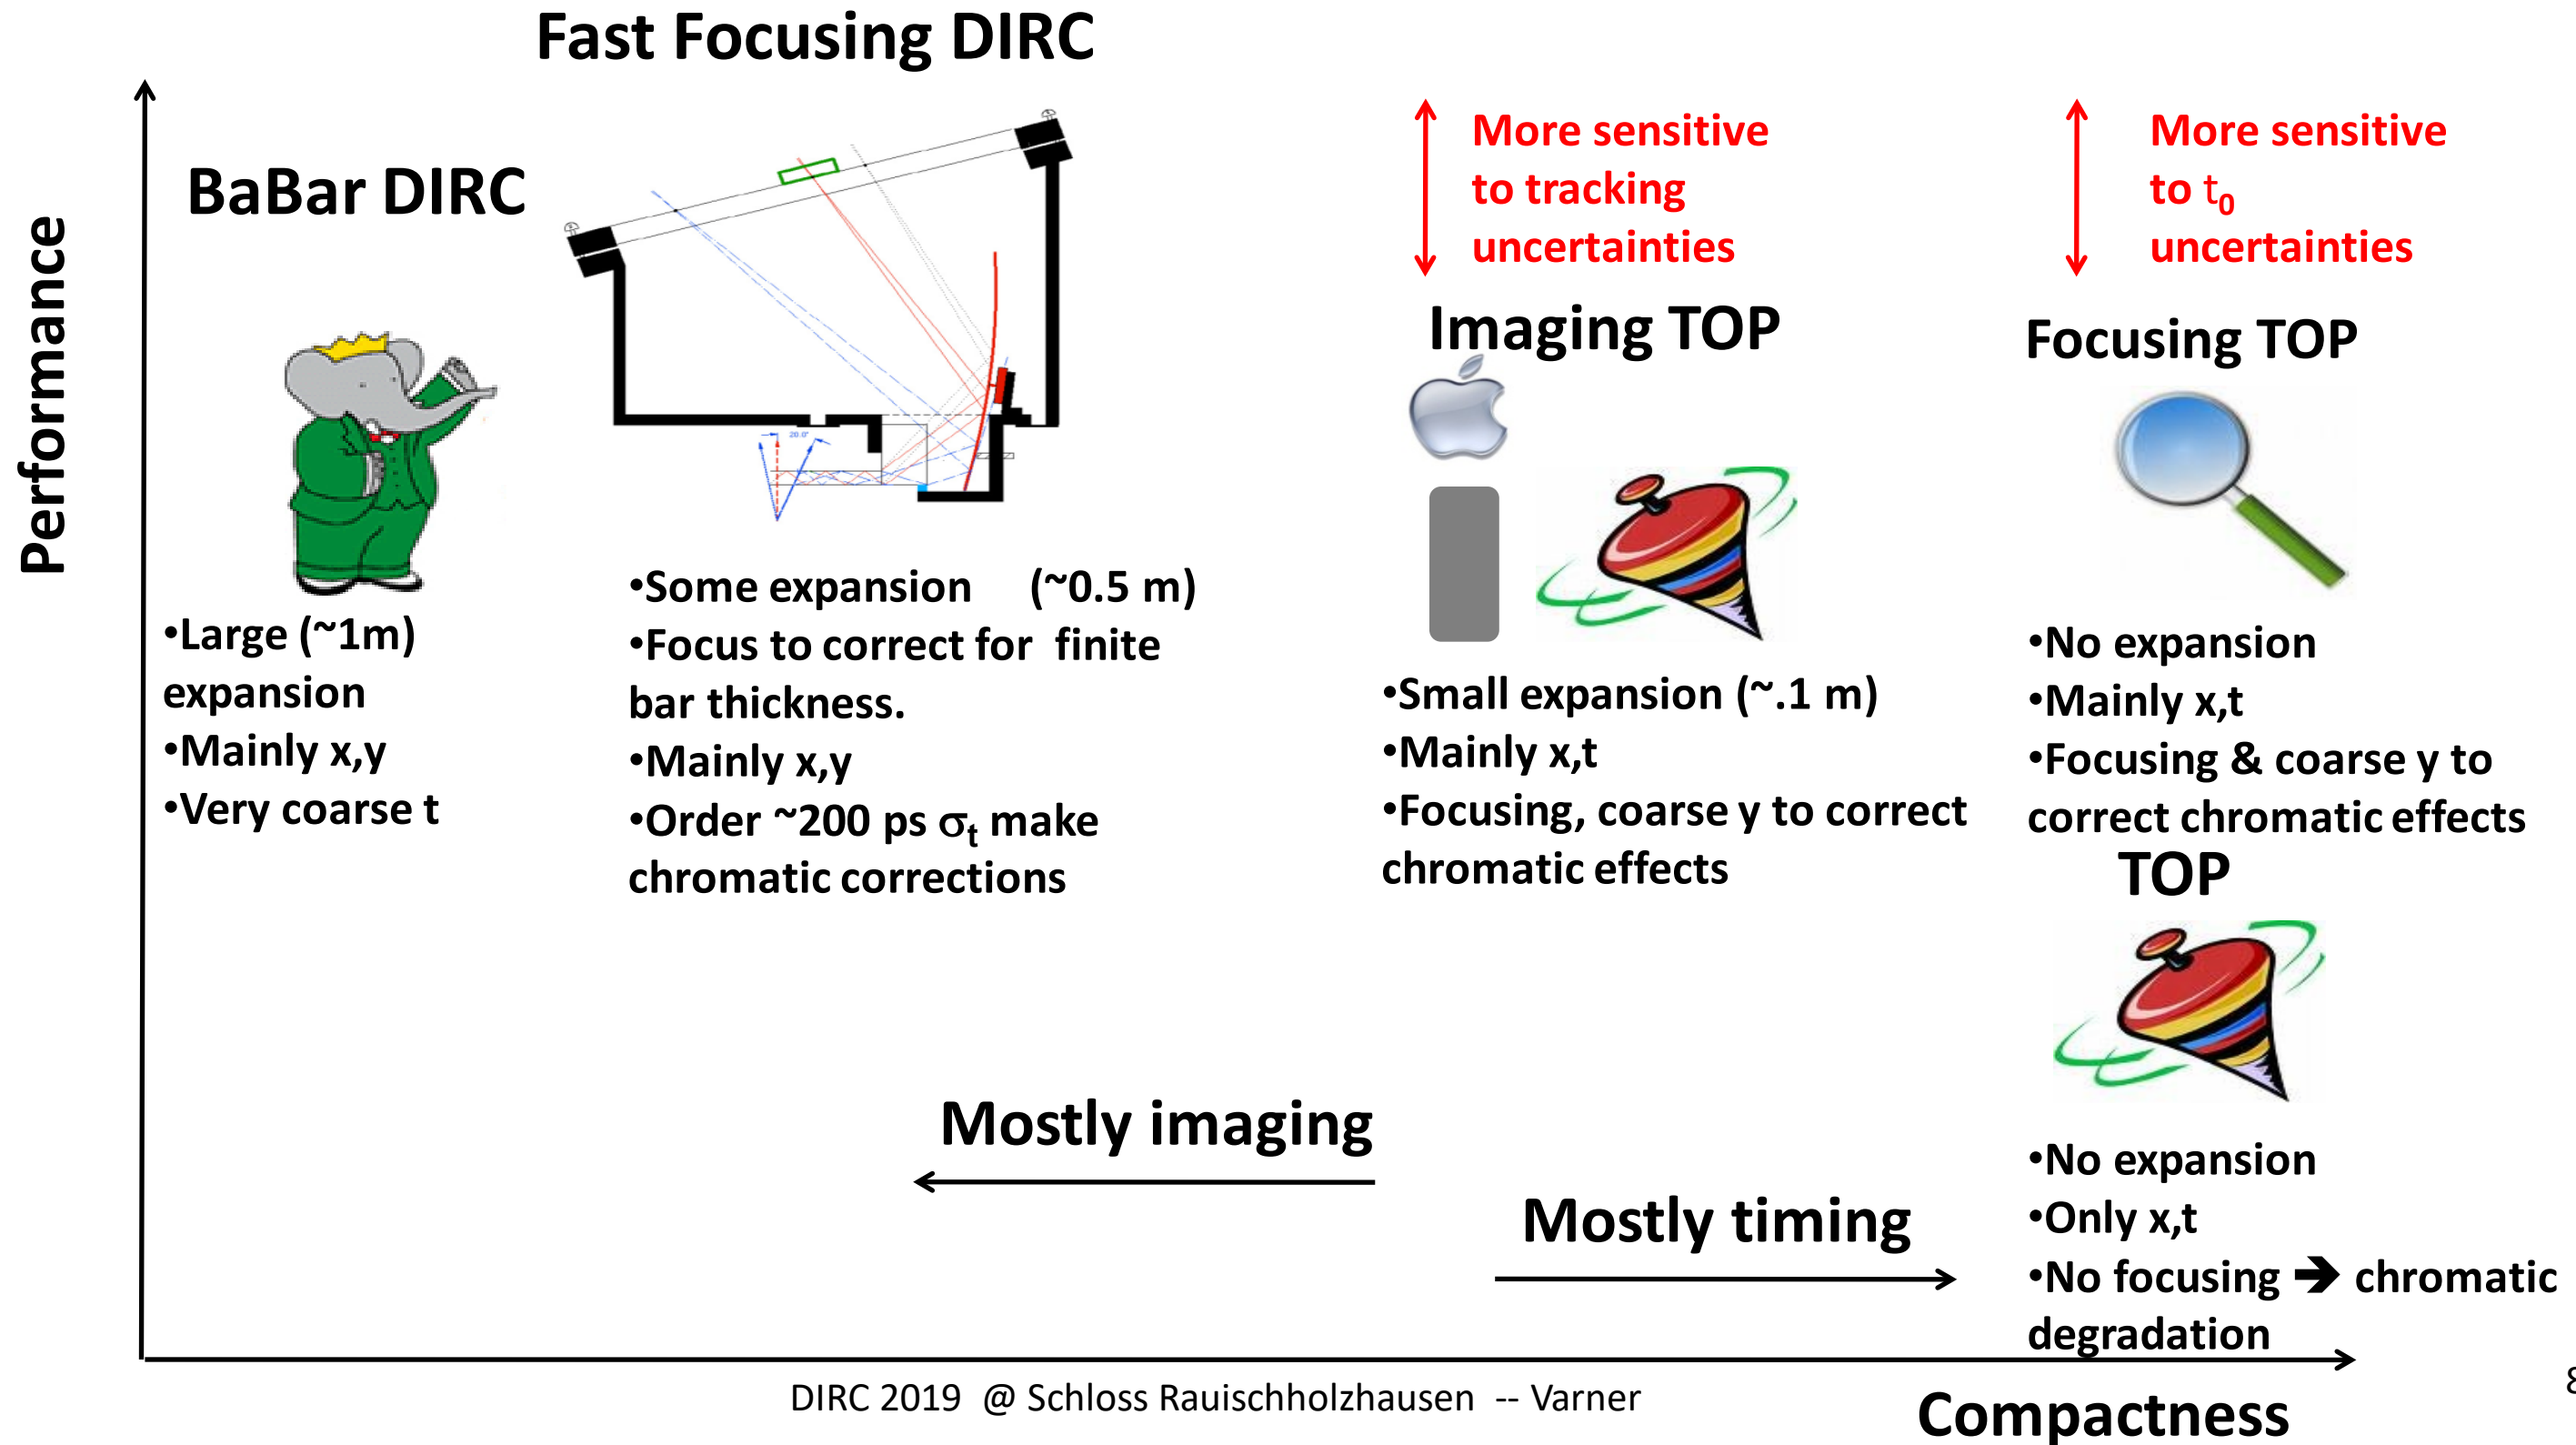 Fast Focusing DIRC
Performance
BaBar DIRC
20.0°
•Large (~1m)
expansion
•Mainly x,y
•Very coarse t
•Some expansion (~0.5 m)
•Focus to correct for finite
bar thickness.
•Mainly x,y
•Order ~200 ps σt make
chromatic corrections
More sensitive
to tracking
uncertainties
Imaging TOP
•Small expansion (~.1 m)
•Mainly x,t
•Focusing, coarse y to correct
chromatic effects
More sensitive
to t0
uncertainties
Focusing TOP
•No expansion
•Mainly x,t
•Focusing & coarse y to
correct chromatic effects
TOP
•No expansion
•Only x,t
•No focusing ➔ chromatic
degradation
Mostly imaging
Mostly timing
DIRC 2019 @ Schloss Rauischholzhausen -- Varner
Compactness
8